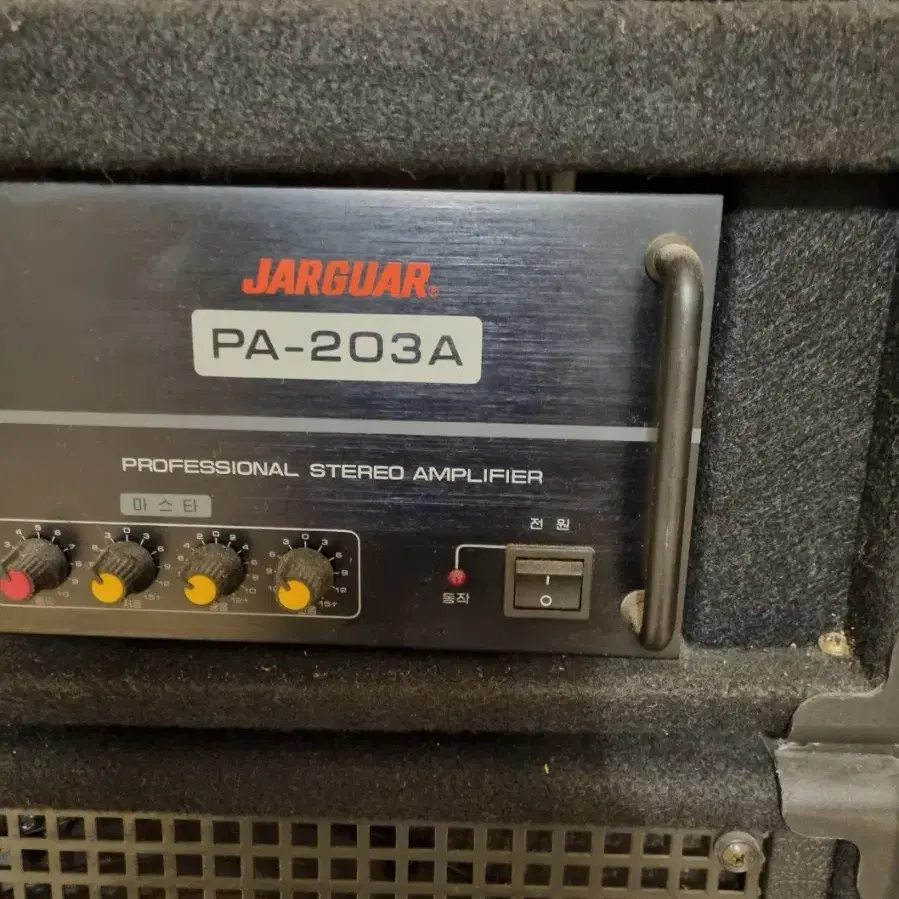 JARGUAR®
PA-203A
PROFESSIONAL STEREO AMPLIFIER
마스타
전 원
동작